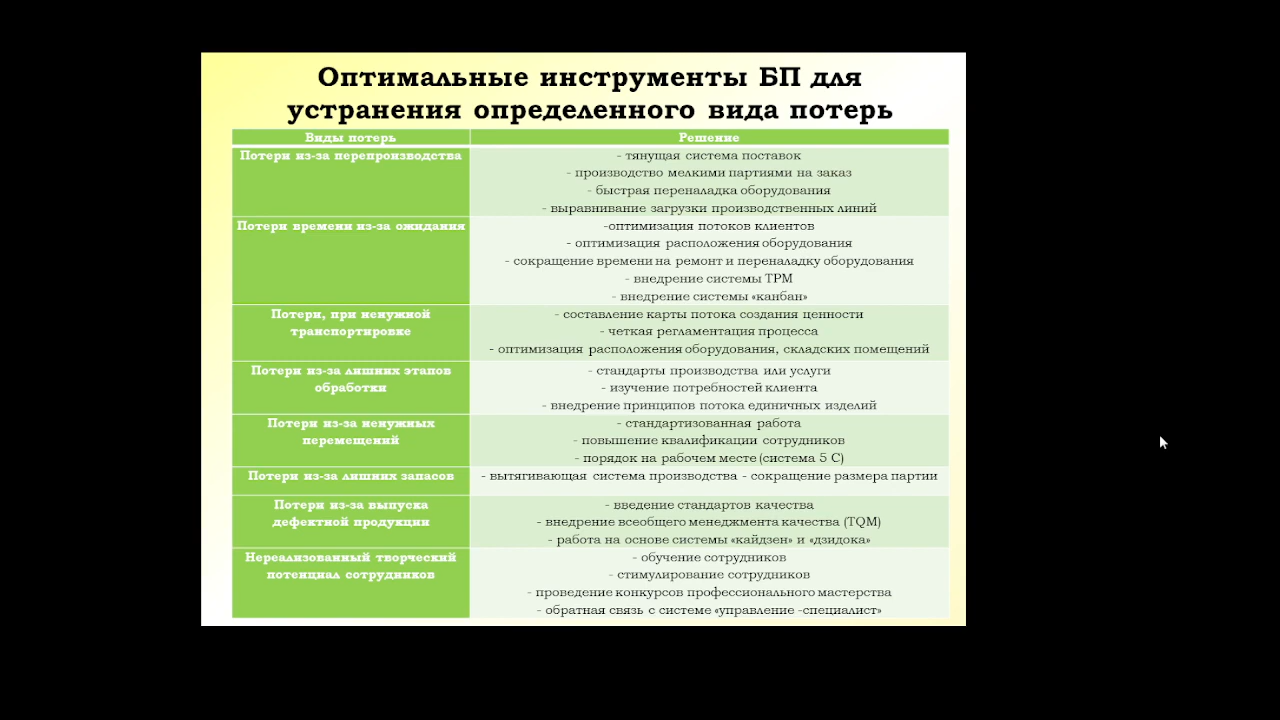 Оптимальные инструменты БП для
устранения определенного вида потерь
Виды потерь
Решение
Потери из-за перепроизводства
- тянущая система поставок
- производство мелкими партиями на заказ
- быстрая переналадка оборудования
- выравнивание загрузки производственных линий
Потери времени из-за ожидания
-оптимизация потоков клиентов
- оптимизация расположения оборудования
- сокращение времени на ремонт и переналадку оборудования
- внедрение системы ТРМ
- внедрение системы «канбан»
Потери, при ненужной
транспортировке
- составление карты потока создания ценности
- четкая регламентация процесса
- оптимизация расположения оборудования, складских помещений
Потери из-за лишних этапов
обработки
- стандарты производства или услуги
- изучение потребностей клиента
- внедрение принципов потока единичных изделий
Потери из-за ненужных
перемещений
- стандартизованная работа
- повышение квалификации сотрудников
- порядок на рабочем месте (система 5 С)
Потери из-за лишних запасов
- вытягивающая система производства - сокращение размера партии
Потери из-за выпуска
дефектной продукции
- введение стандартов качества
- внедрение всеобщего менеджмента качества (TQM)
- работа на основе системы «кайдзен» и «дзидока»
Нереализованный творческий
потенциал сотрудников
- обучение сотрудников
- стимулирование сотрудников
- проведение конкурсов профессионального мастерства
- обратная связь с системе «управление -специалист»